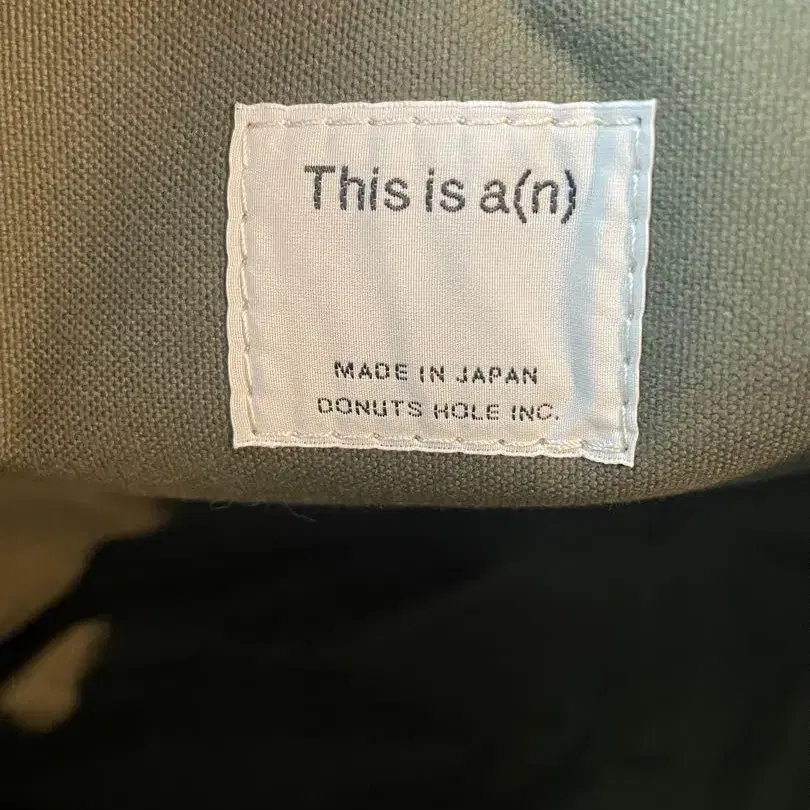 This is a(n)
MADE IN JAPAN
DONUTS HOLE INC.